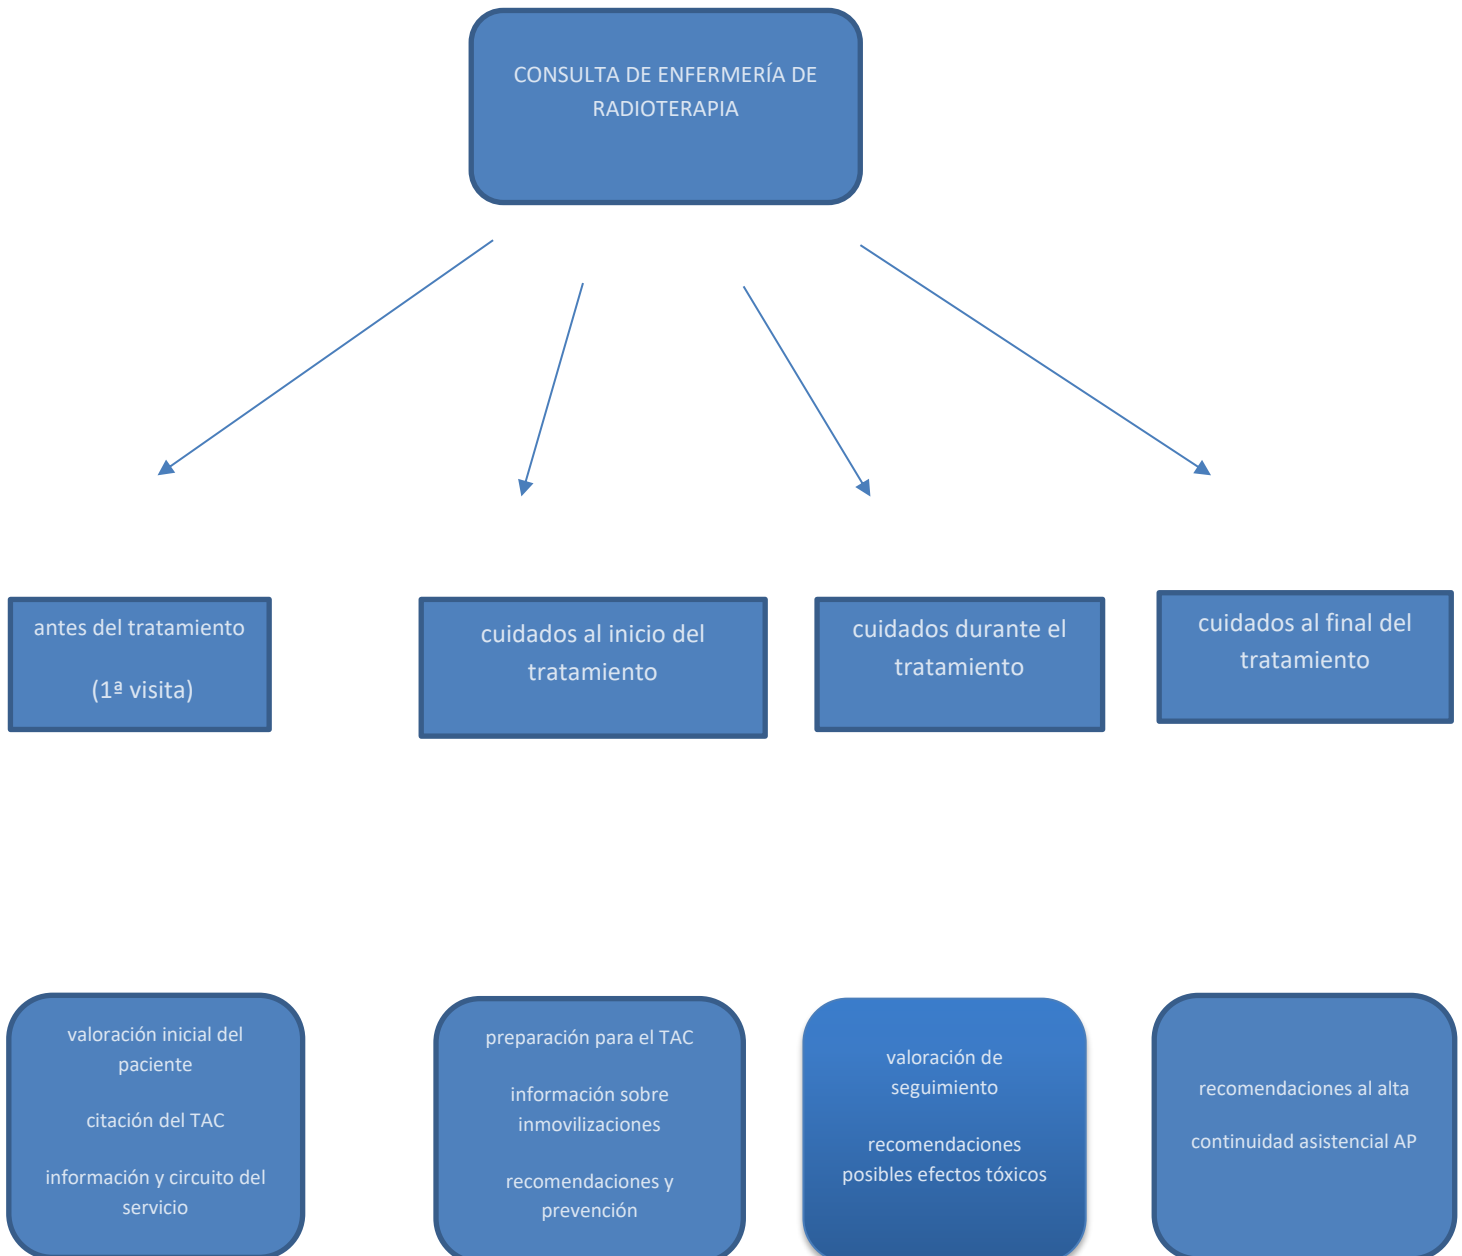 CONSULTA DE ENFERMERÍA DE
RADIOTERAPIA
antes del tratamiento
(1ª visita)
cuidados al inicio del
tratamiento
cuidados durante el
tratamiento
cuidados al final del
tratamiento
valoración inicial del
paciente
citación del TAC
información y circuito del
servicio
preparación para el TAC
información sobre
inmovilizaciones
recomendaciones y
prevención
valoración de
seguimiento
recomendaciones
posibles efectos tóxicos
recomendaciones al alta
continuidad asistencial AP